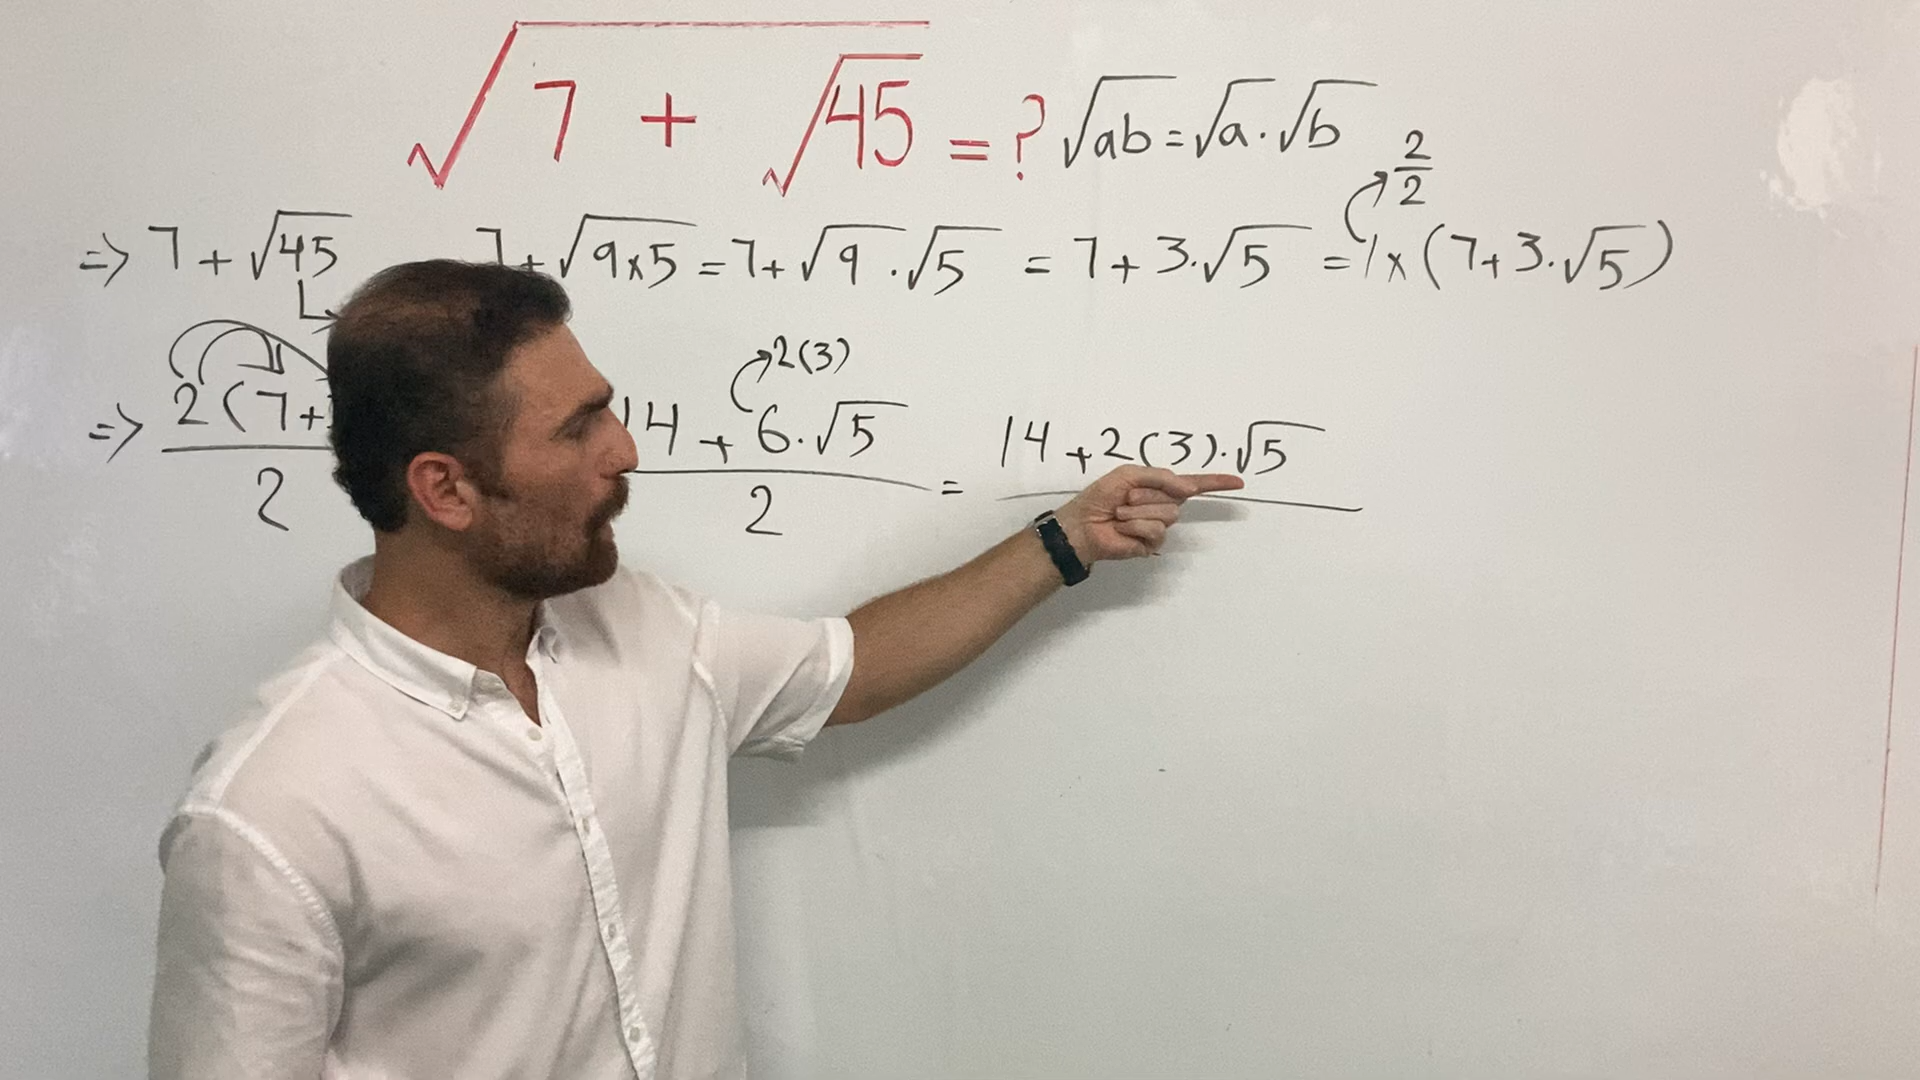 √(7 + √45) = ? √ab = √a · √b
2/2
=> 7 + √45 7 + √(9x5) = 7 + √9 · √5 = 7 + 3·√5 = 1 x (7 + 3·√5)
2(3)
=> 2(7+ / 2 14 + 6·√5 / 2 = 14 + 2(3)·√5